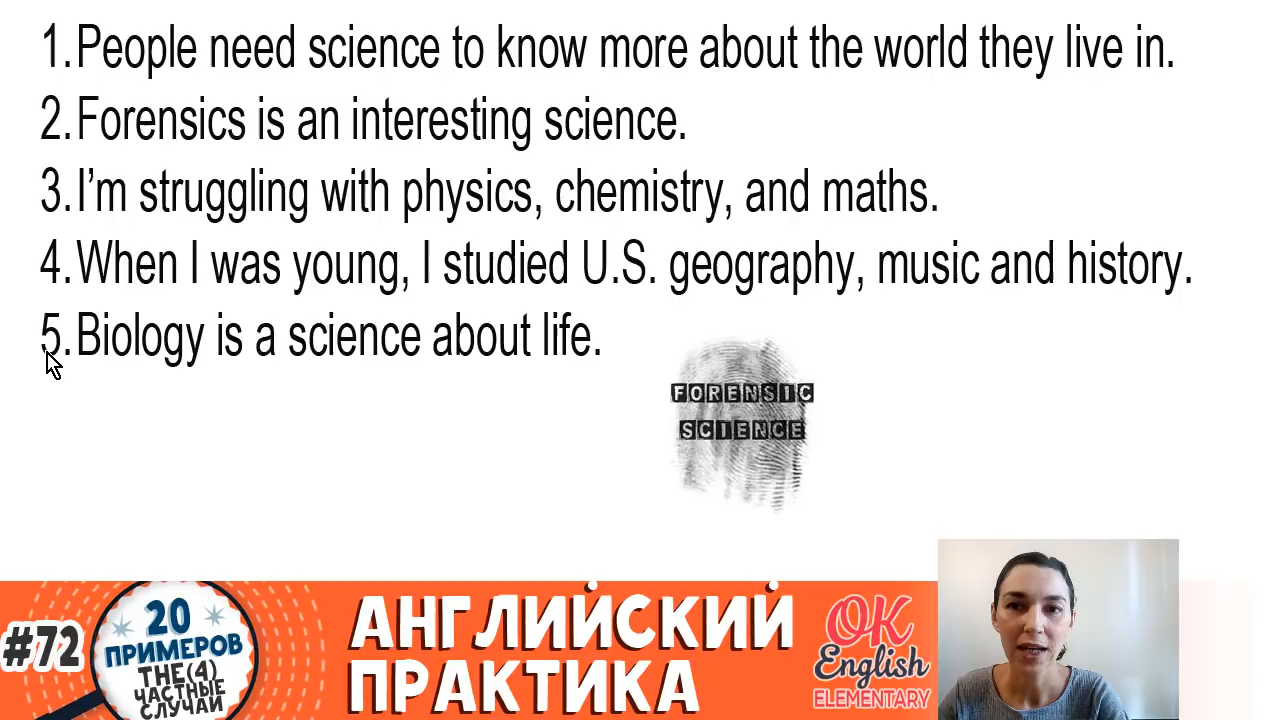 1.People need science to know more about the world they live in.
2.Forensics is an interesting science.
3.I’m struggling with physics, chemistry, and maths.
4.When I was young, I studied U.S. geography, music and history.
5.Biology is a science about life.
FORENSIC
SCIENCE
#72
20
ПРИМЕРОВ
THE(4)
ЧАСТНЫЕ
СЛУЧАИ
АНГЛИЙСКИЙ
ПРАКТИКА
OK
English
ELEMENTARY